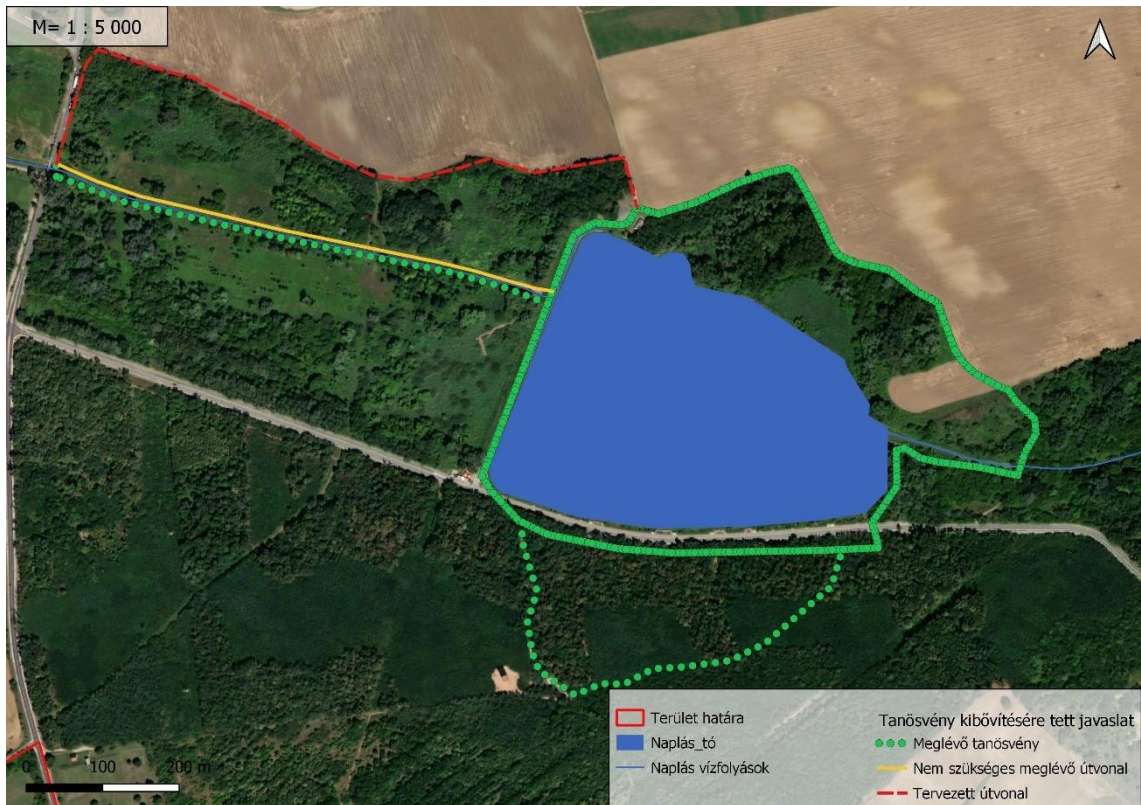 M= 1 : 5 000
Terület határa
Naplás_tó
Naplás vízfolyások
Tanösvény kibővítésére tett javaslat
Meglévő tanösvény
Nem szükséges meglévő útvonal
Tervezett útvonal
0 100 200 m